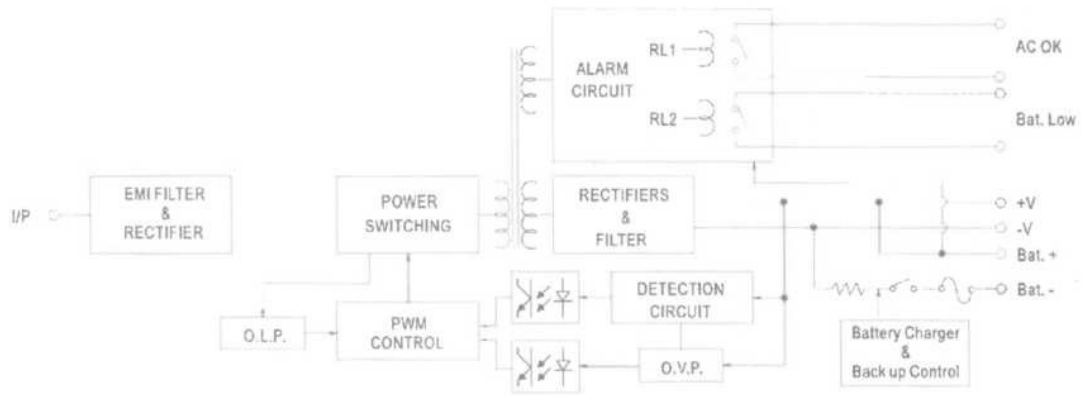 RL1
AC OK
ALARM
CIRCUIT
RL2
Bat. Low
I/P
EMI FILTER
&
RECTIFIER
POWER
SWITCHING
RECTIFIERS
&
FILTER
+V
-V
Bat. +
Bat. -
DETECTION
CIRCUIT
O.L.P.
PWM
CONTROL
O.V.P.
Battery Charger
&
Back up Control